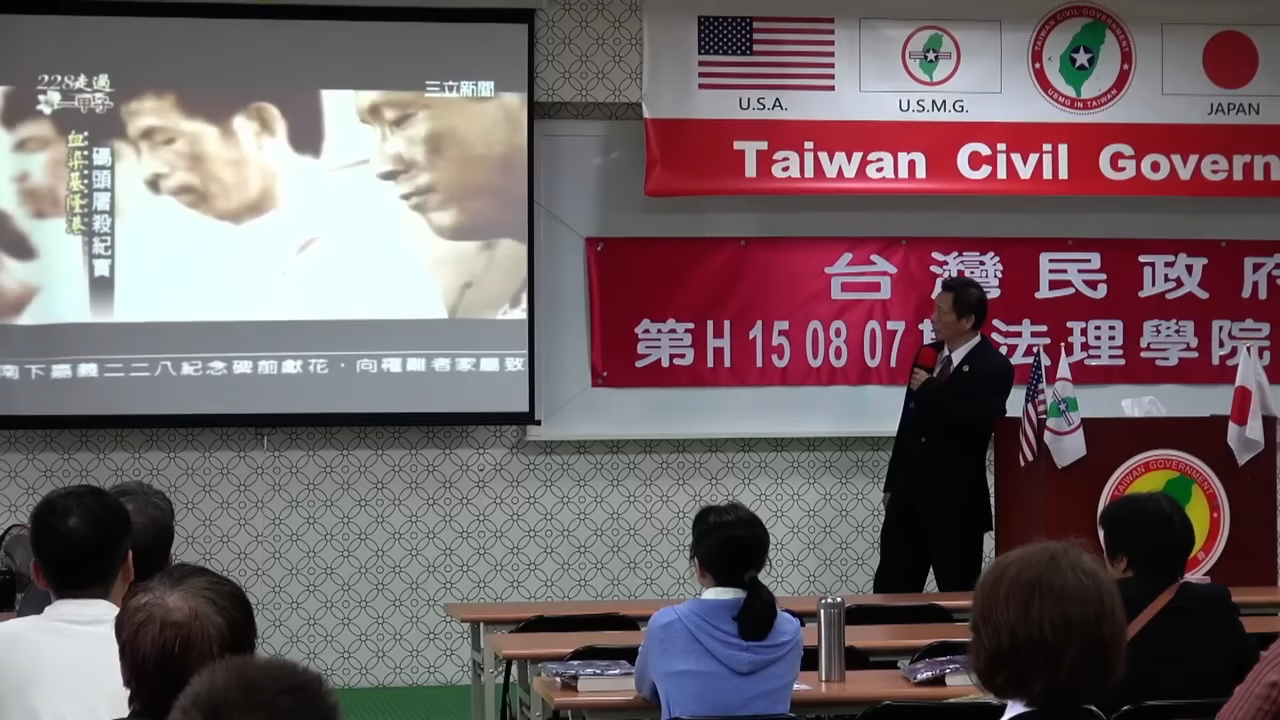 228走過
一甲子
三立新聞
血染基隆港
碼頭屠殺紀實
南下嘉義二二八紀念碑前獻花，向罹難者家屬致
U.S.A.
U.S.M.G.
TAIWAN CIVIL GOVERNMENT
USMG IN TAIWAN
JAPAN
Taiwan Civil Govern
台灣民政府
第H 15 08 07 法理學院
TAIWAN GOVERNMENT